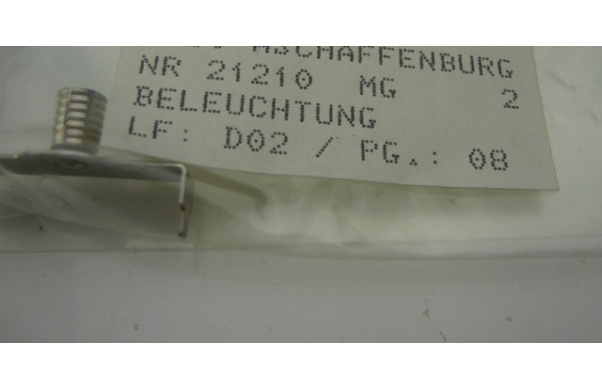 ASCHAFFENBURG
NR 21210 MG 2
BELEUCHTUNG
LF: D02 / PG.: 08